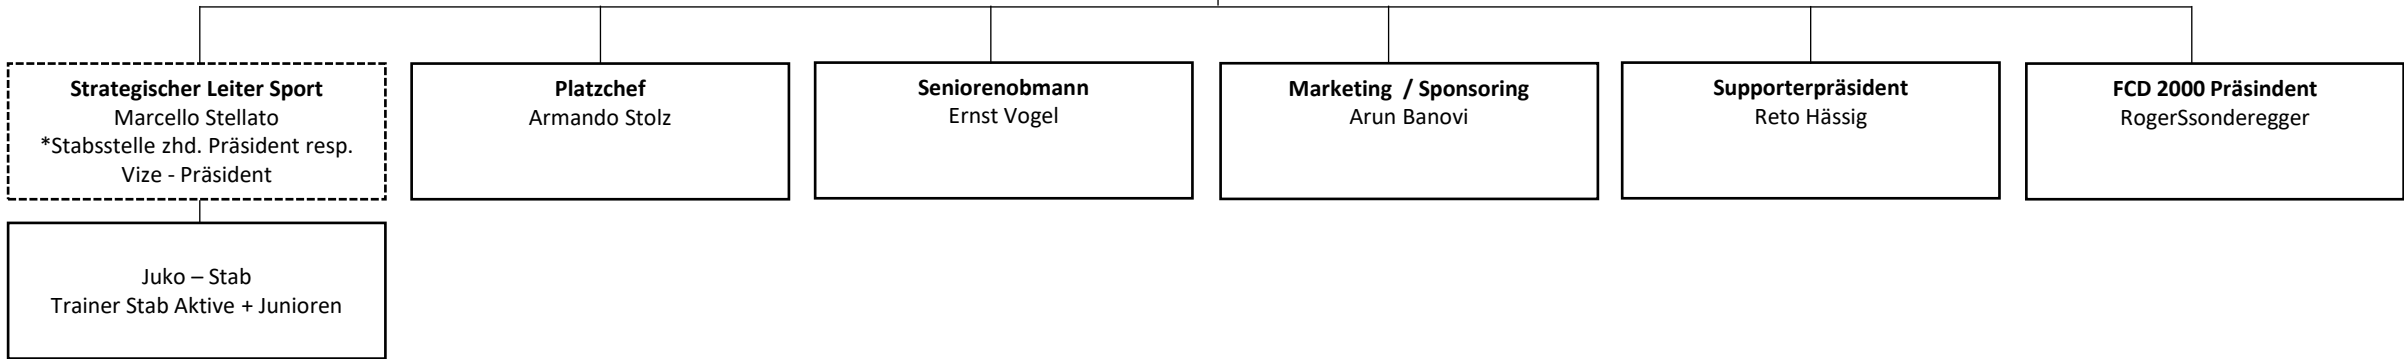 Strategischer Leiter Sport
Marcello Stellato
*Stabsstelle zhd. Präsident resp.
Vize - Präsident
Platzchef
Armando Stolz
Seniorenobmann
Ernst Vogel
Marketing / Sponsoring
Arun Banovi
Supporterpräsident
Reto Hässig
FCD 2000 Präsindent
RogerSsonderegger
Juko – Stab
Trainer Stab Aktive + Junioren